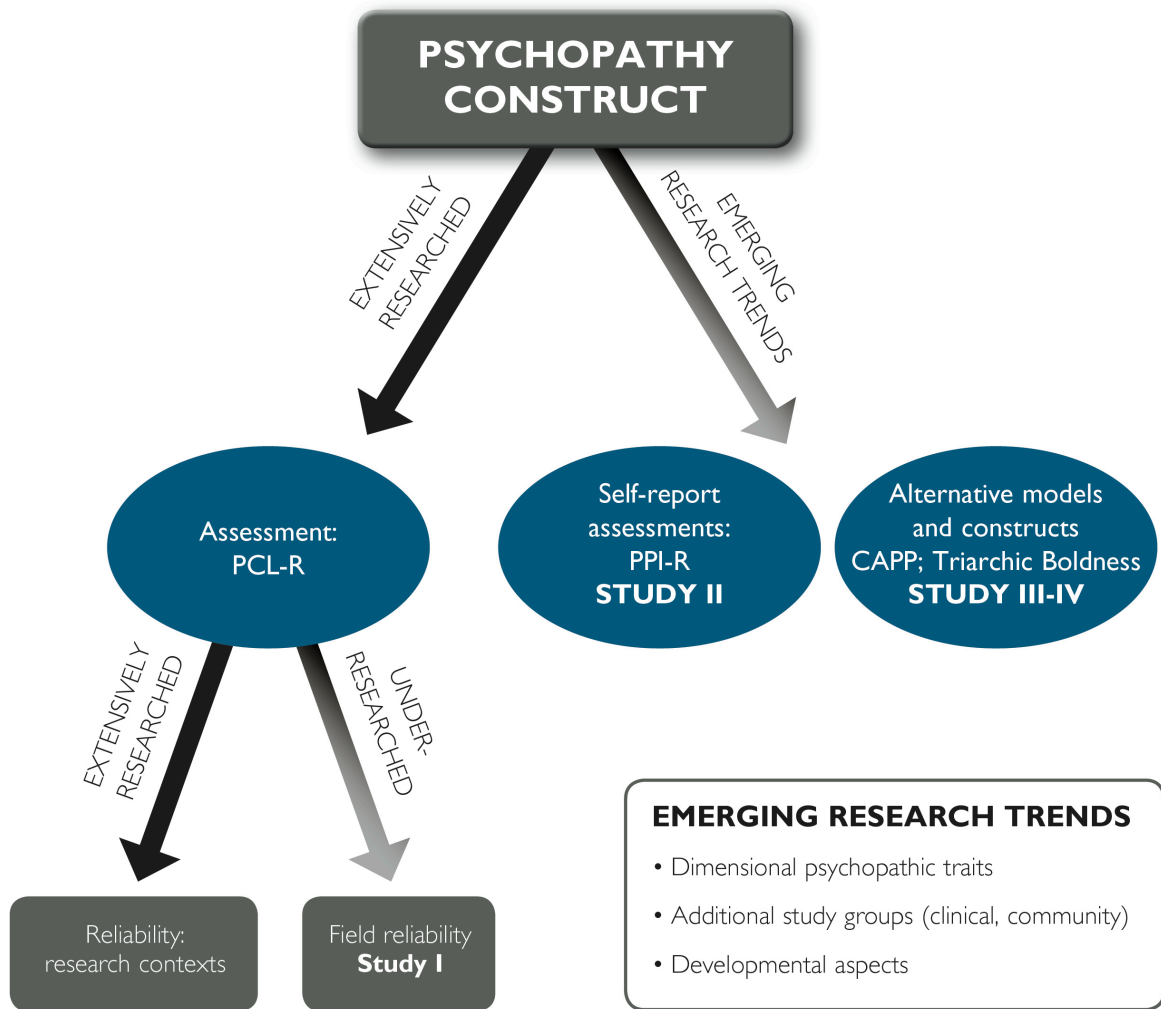 PSYCHOPATHY
CONSTRUCT
EXTENSIVELY
RESEARCHED
EMERGING
RESEARCH TRENDS
Assessment:
PCL-R
Self-report
assessments:
PPI-R
STUDY II
Alternative models
and constructs
CAPP; Triarchic Boldness
STUDY III-IV
EXTENSIVELY
RESEARCHED
UNDER-
RESEARCHED
Reliability:
research contexts
Field reliability
Study I
EMERGING RESEARCH TRENDS
• Dimensional psychopathic traits
• Additional study groups (clinical, community)
• Developmental aspects